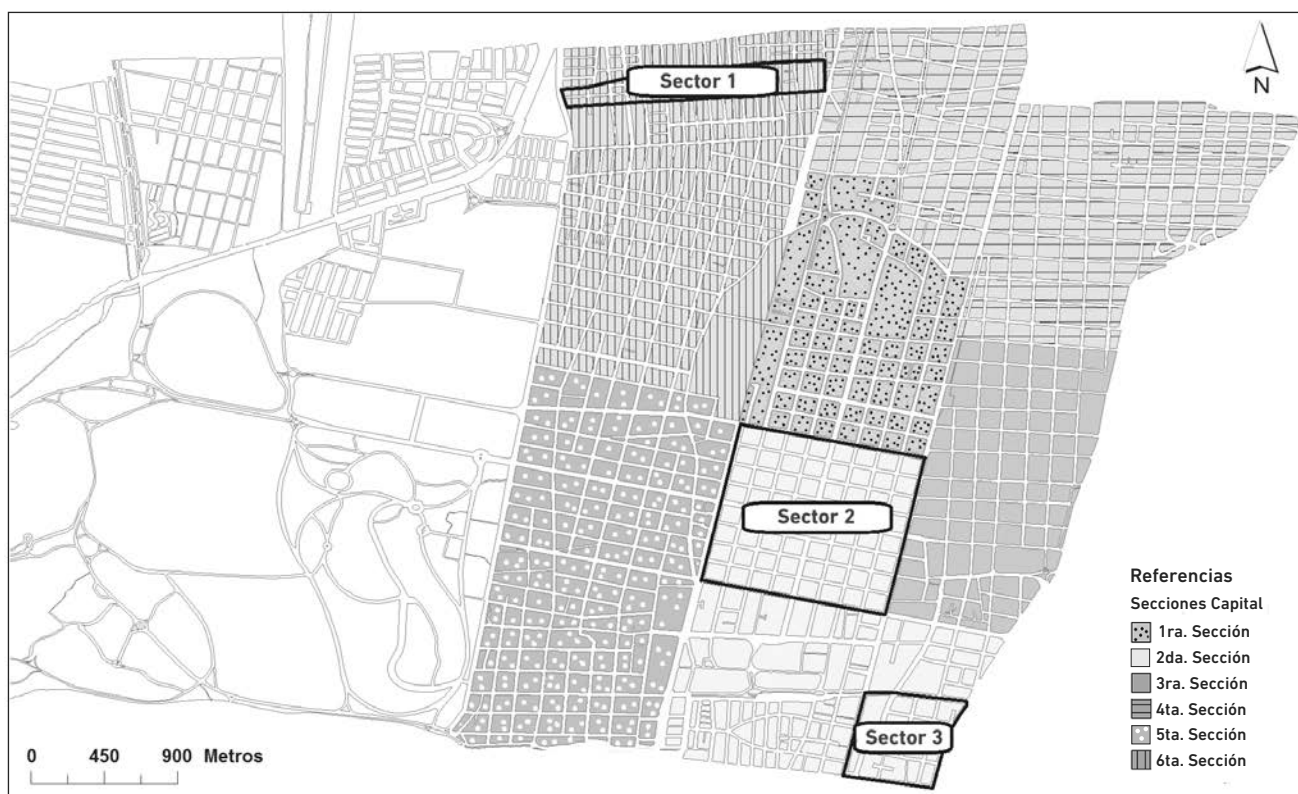 Sector 1
N
Sector 2
Sector 3
Referencias
Secciones Capital
1ra. Sección
2da. Sección
3ra. Sección
4ta. Sección
5ta. Sección
6ta. Sección
0 450 900 Metros